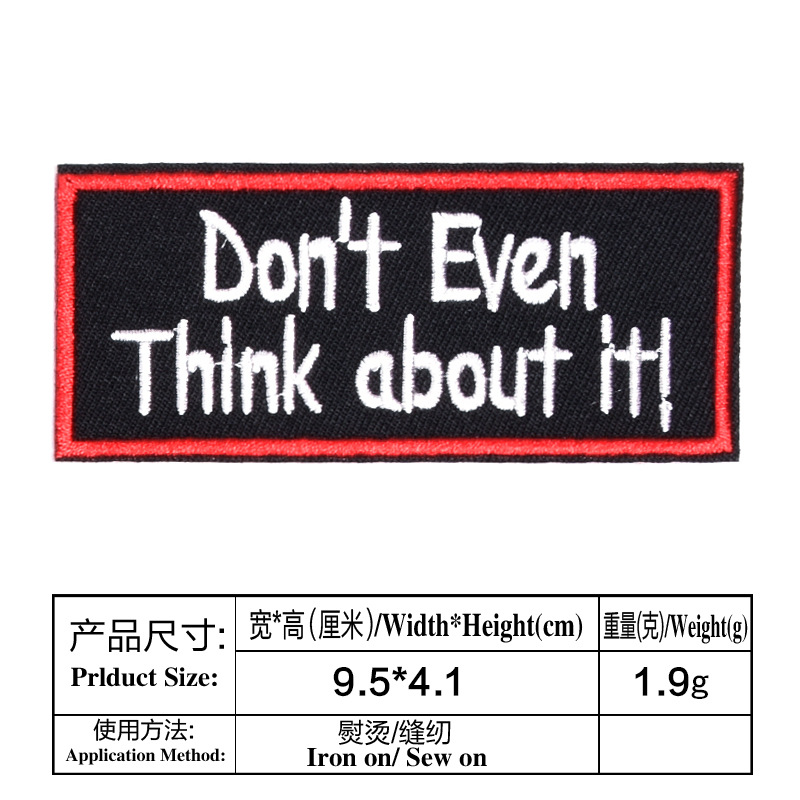 Don't Even
Think about it!
产品尺寸:
Prlduct Size:
宽*高(厘米)/Width*Height(cm)
重量(克)/Weight(g)
9.5*4.1
1.9g
使用方法:
Application Method:
熨烫/缝纫
Iron on/ Sew on